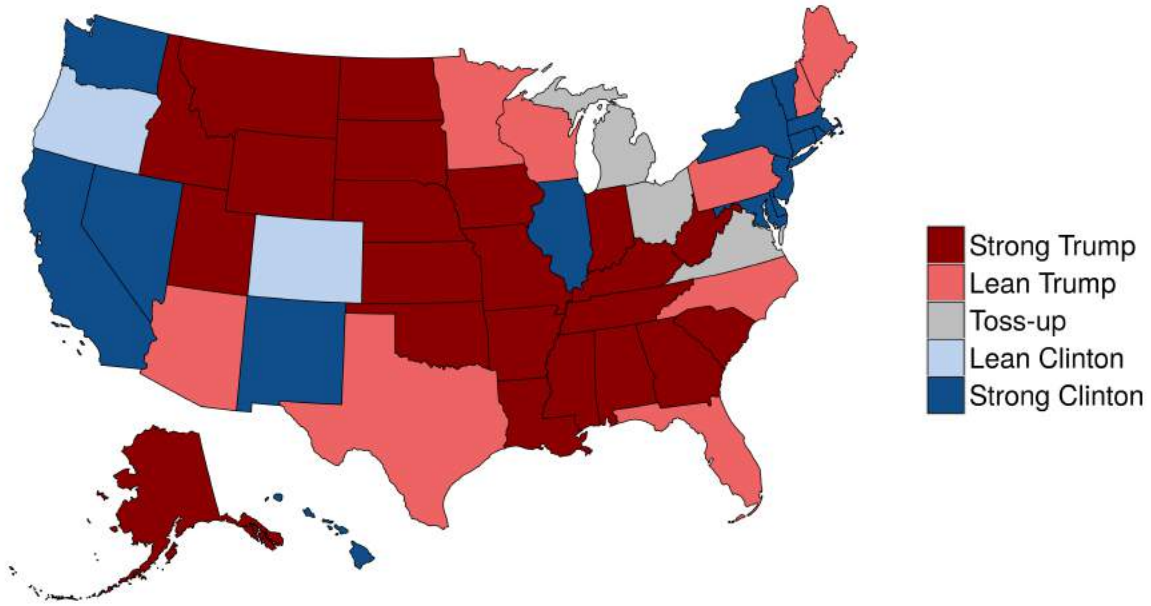 Strong Trump
Lean Trump
Toss-up
Lean Clinton
Strong Clinton